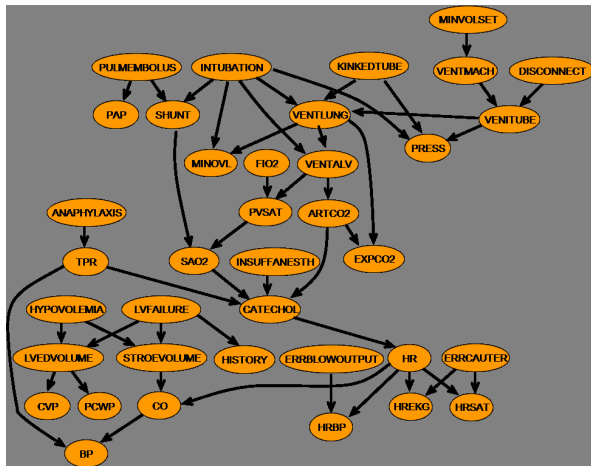 MINVOLSET
PULMEMBOLUS INTUBATION KINKEDTUBE VENTMACH DISCONNECT
PAP SHUNT VENTLUNG VENITUBE
PRESS
MINOVL FIO2 VENTALV
ANAPHYLAXIS PVSAT ARTCO2
TPR SAO2 INSUFFANESTH EXPCO2
HYPOVOLEMIA LVFAILURE CATECHOL
LVEDVOLUME STROEVOLUME HISTORY ERRBLOWOUTPUT HR ERRCAUTER
CVP PCWP CO HREKG HRSAT
HRBP
BP